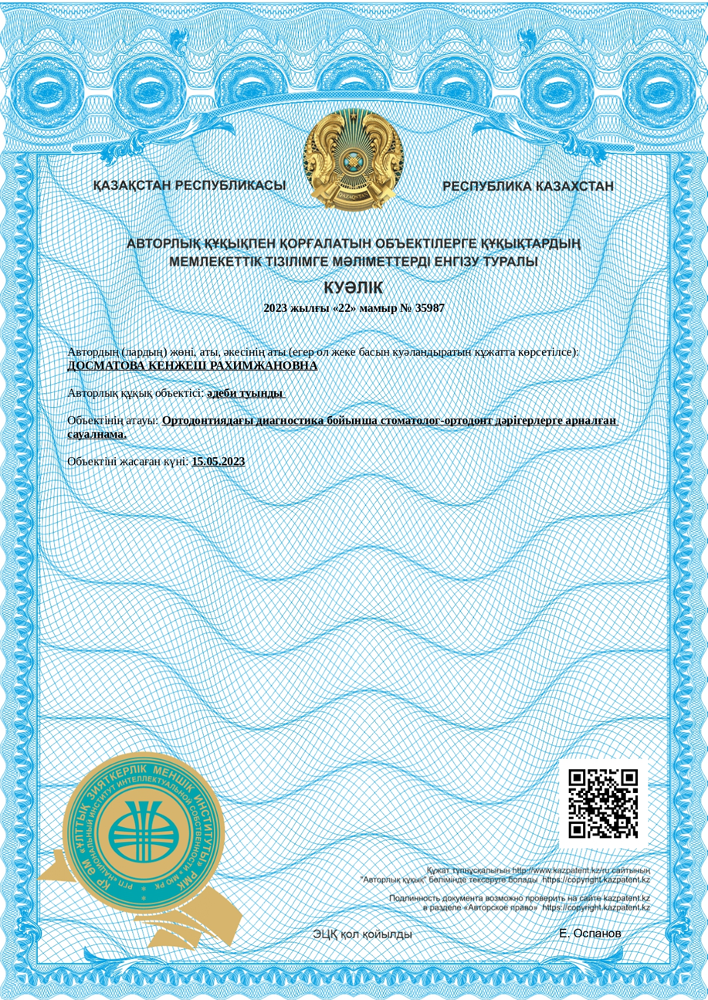 ҚАЗАҚСТАН РЕСПУБЛИКАСЫ
РЕСПУБЛИКА КАЗАХСТАН
QAZAQSTAN
АВТОРЛЫҚ ҚҰҚЫҚПЕН ҚОРҒАЛАТЫН ОБЪЕКТІЛЕРГЕ ҚҰҚЫҚТАРДЫҢ
МЕМЛЕКЕТТІК ТІЗІЛІМГЕ МӘЛІМЕТТЕРДІ ЕНГІЗУ ТУРАЛЫ
КУӘЛІК
2023 жылғы «22» мамыр № 35987
Автордың (лардың) жөні, аты, әкесінің аты (егер ол жеке басын куәландыратын құжатта көрсетілсе):
ДОСМАТОВА КЕНЖЕШ РАХИМЖАНОВНА
Авторлық құқық объектісі: әдеби туынды
Объектінің атауы: Ортодонтиядағы диагностика бойынша стоматолог-ортодонт дәрігерлерге арналған
сауалнама.
Объектіні жасаған күні: 15.05.2023
ҚР ӘМ «ҰЛТТЫҚ ЗИЯТКЕРЛІК МЕНШІК ИНСТИТУТЫ» РМК
РГП «НАЦИОНАЛЬНЫЙ ИНСТИТУТ ИНТЕЛЛЕКТУАЛЬНОЙ СОБСТВЕННОСТИ» МЮ РК
Құжат түпнұсқалығын http://www.kazpatent.kz/ru сайтының
"Авторлық құқық" бөлімінде тексеруге болады https://copyright.kazpatent.kz
Подлинность документа возможно проверить на сайте kazpatent.kz
в разделе «Авторское право» https://copyright.kazpatent.kz
ЭЦҚ қол қойылды
Е. Оспанов